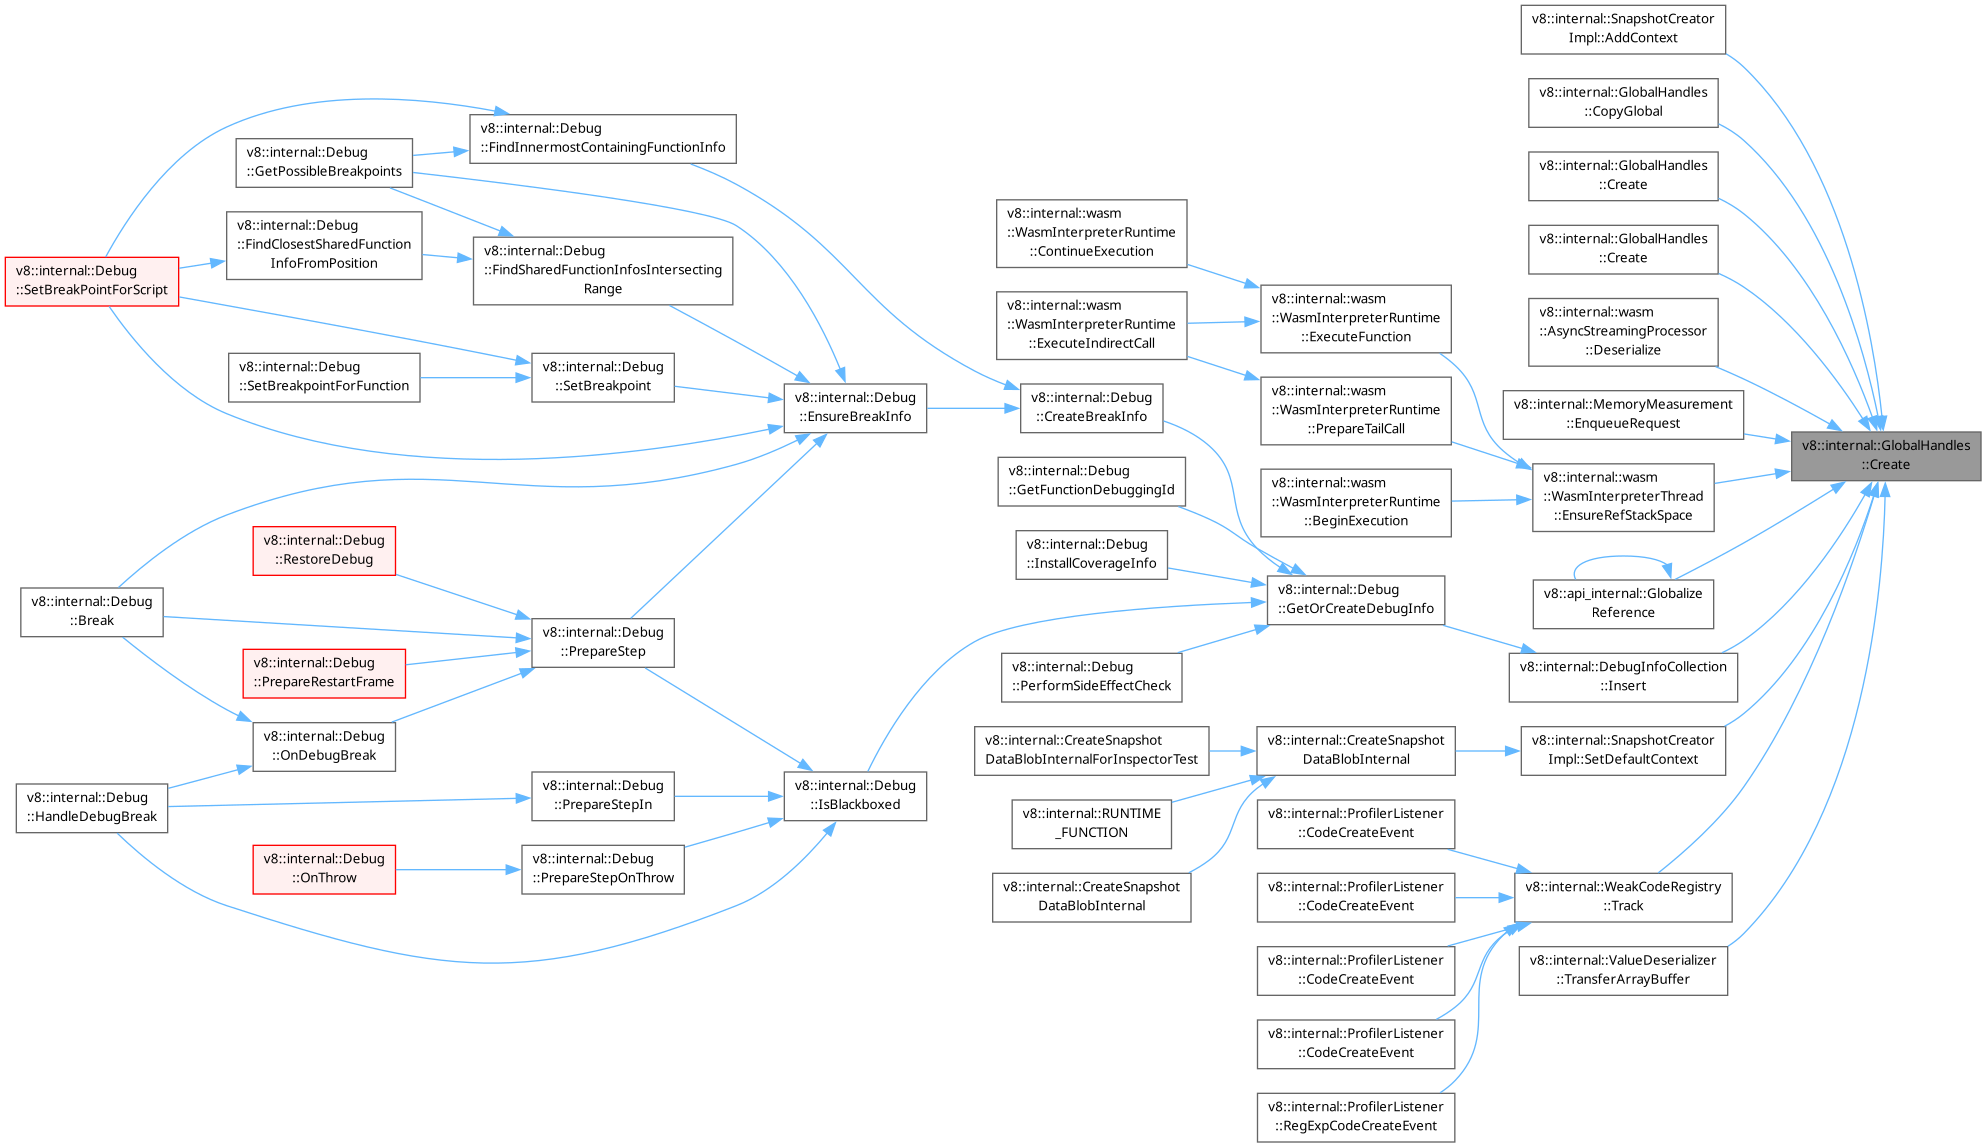 v8::internal::SnapshotCreator
Impl::AddContext
v8::internal::GlobalHandles
::CopyGlobal
v8::internal::GlobalHandles
::Create
v8::internal::GlobalHandles
::Create
v8::internal::wasm
::AsyncStreamingProcessor
::Deserialize
v8::internal::MemoryMeasurement
::EnqueueRequest
v8::internal::GlobalHandles
::Create
v8::internal::wasm
::WasmInterpreterThread
::EnsureRefStackSpace
v8::api_internal::Globalize
Reference
v8::internal::DebugInfoCollection
::Insert
v8::internal::SnapshotCreator
Impl::SetDefaultContext
v8::internal::WeakCodeRegistry
::Track
v8::internal::ValueDeserializer
::TransferArrayBuffer
v8::internal::wasm
::WasmInterpreterRuntime
::ExecuteFunction
v8::internal::wasm
::WasmInterpreterRuntime
::PrepareTailCall
v8::internal::wasm
::WasmInterpreterRuntime
::BeginExecution
v8::internal::Debug
::GetOrCreateDebugInfo
v8::internal::CreateSnapshot
DataBlobInternal
v8::internal::ProfilerListener
::CodeCreateEvent
v8::internal::ProfilerListener
::CodeCreateEvent
v8::internal::ProfilerListener
::CodeCreateEvent
v8::internal::ProfilerListener
::CodeCreateEvent
v8::internal::ProfilerListener
::RegExpCodeCreateEvent
v8::internal::wasm
::WasmInterpreterRuntime
::ContinueExecution
v8::internal::wasm
::WasmInterpreterRuntime
::ExecuteIndirectCall
v8::internal::Debug
::CreateBreakInfo
v8::internal::Debug
::GetFunctionDebuggingId
v8::internal::Debug
::InstallCoverageInfo
v8::internal::Debug
::PerformSideEffectCheck
v8::internal::CreateSnapshot
DataBlobInternalForInspectorTest
v8::internal::RUNTIME
_FUNCTION
v8::internal::CreateSnapshot
DataBlobInternal
v8::internal::Debug
::EnsureBreakInfo
v8::internal::Debug
::IsBlackboxed
v8::internal::Debug
::FindInnermostContainingFunctionInfo
v8::internal::Debug
::FindSharedFunctionInfosIntersecting
Range
v8::internal::Debug
::SetBreakpoint
v8::internal::Debug
::PrepareStep
v8::internal::Debug
::PrepareStepIn
v8::internal::Debug
::PrepareStepOnThrow
v8::internal::Debug
::GetPossibleBreakpoints
v8::internal::Debug
::FindClosestSharedFunction
InfoFromPosition
v8::internal::Debug
::SetBreakpointForFunction
v8::internal::Debug
::RestoreDebug
v8::internal::Debug
::PrepareRestartFrame
v8::internal::Debug
::OnDebugBreak
v8::internal::Debug
::OnThrow
v8::internal::Debug
::SetBreakPointForScript
v8::internal::Debug
::Break
v8::internal::Debug
::HandleDebugBreak